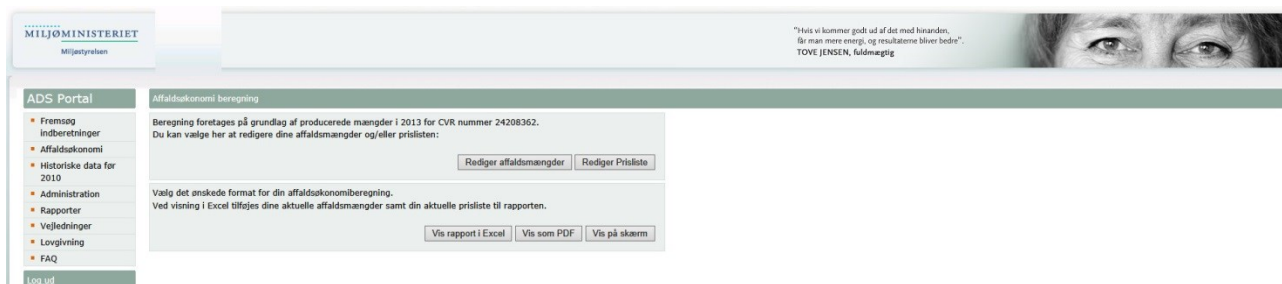 MILJØMINISTERIET
Miljøstyrelsen
"Hvis vi kommer godt ud af det med hinanden,
får man mere energi, og resultaterne bliver bedre".
TOVE JENSEN, fuldmægtig
ADS Portal
Fremsøg
indberetninger
Affaldsøkonomi
Historiske data før
2010
Administration
Rapporter
Vejledninger
Lovgivning
FAQ
Log ud
Affaldsøkonomi beregning
Beregning foretages på grundlag af producerede mængder i 2013 for CVR nummer 24208362.
Du kan vælge her at redigere dine affaldsmængder og/eller prislisten:
Rediger affaldsmængder Rediger Prisliste
Vælg det ønskede format for din affaldsøkonomiberegning.
Ved visning i Excel tilføjes dine aktuelle affaldsmængder samt din aktuelle prisliste til rapporten.
Vis rapport i Excel Vis som PDF Vis på skærm